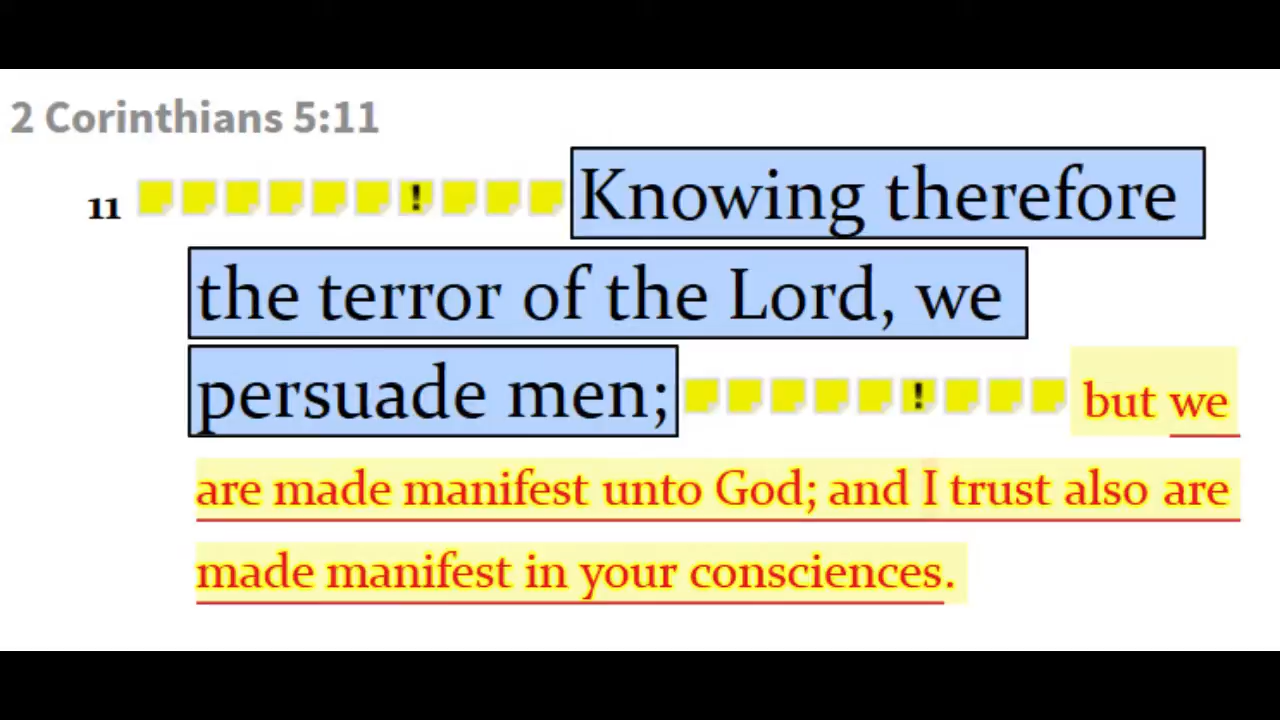 2 Corinthians 5:11
11 ! Knowing therefore
the terror of the Lord, we
persuade men; ! but we
are made manifest unto God; and I trust also are
made manifest in your consciences.